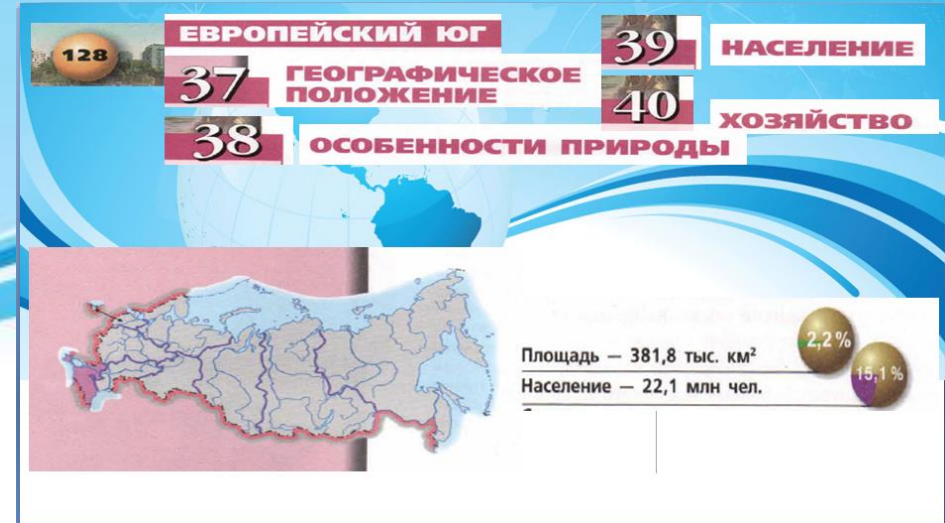 128
ЕВРОПЕЙСКИЙ ЮГ
37 ГЕОГРАФИЧЕСКОЕ
ПОЛОЖЕНИЕ
38 ОСОБЕННОСТИ ПРИРОДЫ
39 НАСЕЛЕНИЕ
40 ХОЗЯЙСТВО
Площадь — 381,8 тыс. км²
2,2%
Население — 22,1 млн чел.
15,1%